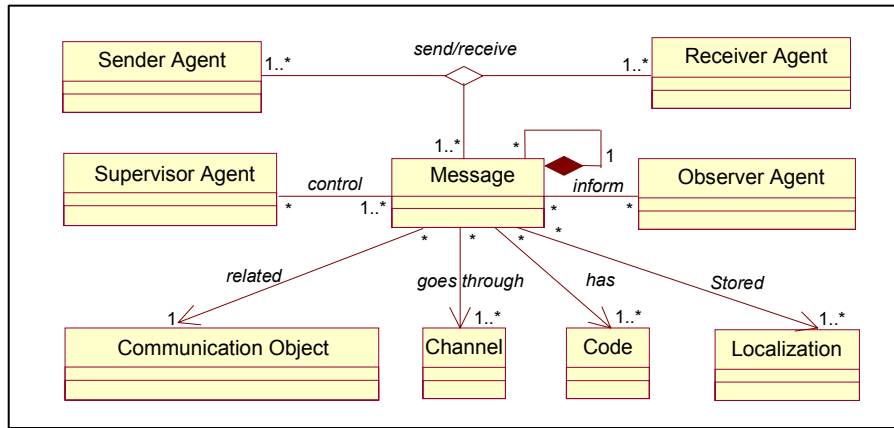 send/receive
Sender Agent
1..*
1..*
Receiver Agent
1..*
*
1
Supervisor Agent
control
Message
inform
Observer Agent
*
1..*
*
*
*
*
*
*
related
goes through
has
Stored
1
1..*
1..*
1..*
Communication Object
Channel
Code
Localization